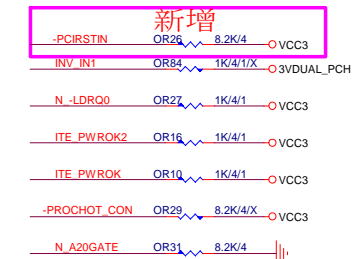 新增
-PCIRSTIN OR26 8.2K/4 VCC3
INV_IN1 OR84 1K/4/1/X 3VDUAL_PCH
N_-LDRQ0 OR27 1K/4/1 VCC3
ITE_PWROK2 OR16 1K/4/1 VCC3
ITE_PWROK OR10 1K/4/1 VCC3
-PROCHOT_CON OR29 8.2K/4/X VCC3
N_A20GATE OR31 8.2K/4